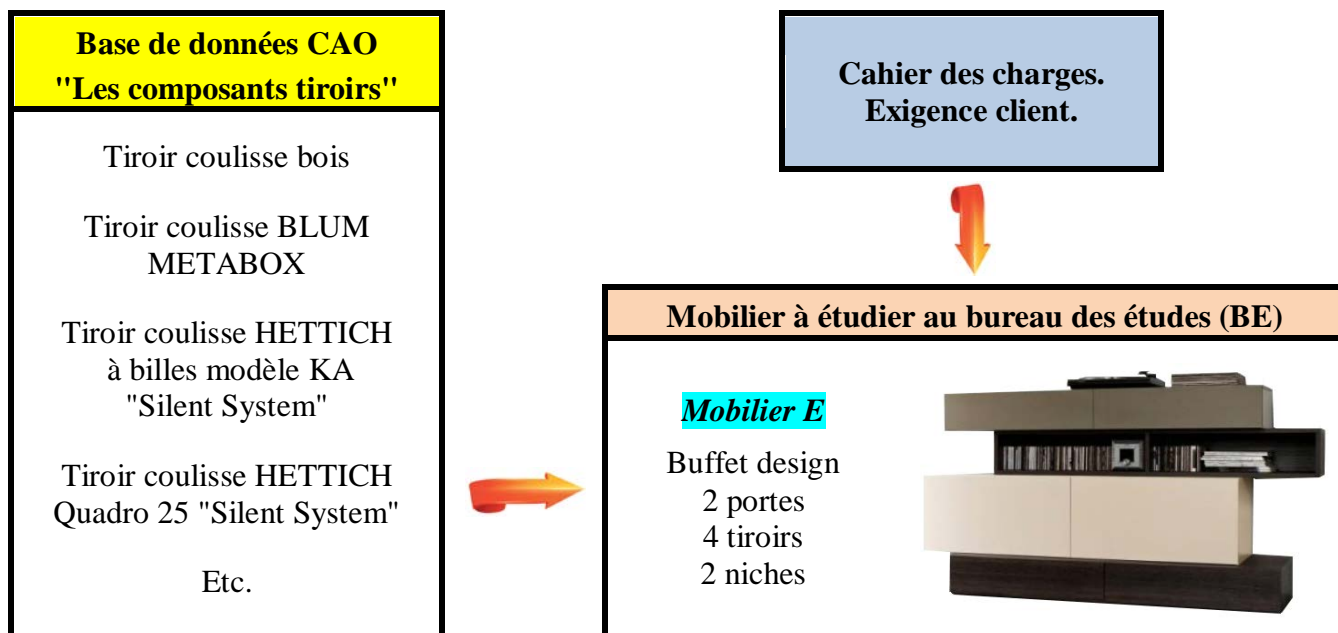 Base de données CAO
"Les composants tiroirs"
Tiroir coulisse bois
Tiroir coulisse BLUM
METABOX
Tiroir coulisse HETTICH
à billes modèle KA
"Silent System"
Tiroir coulisse HETTICH
Quadro 25 "Silent System"
Etc.
Cahier des charges.
Exigence client.
Mobilier à étudier au bureau des études (BE)
Mobilier E
Buffet design
2 portes
4 tiroirs
2 niches